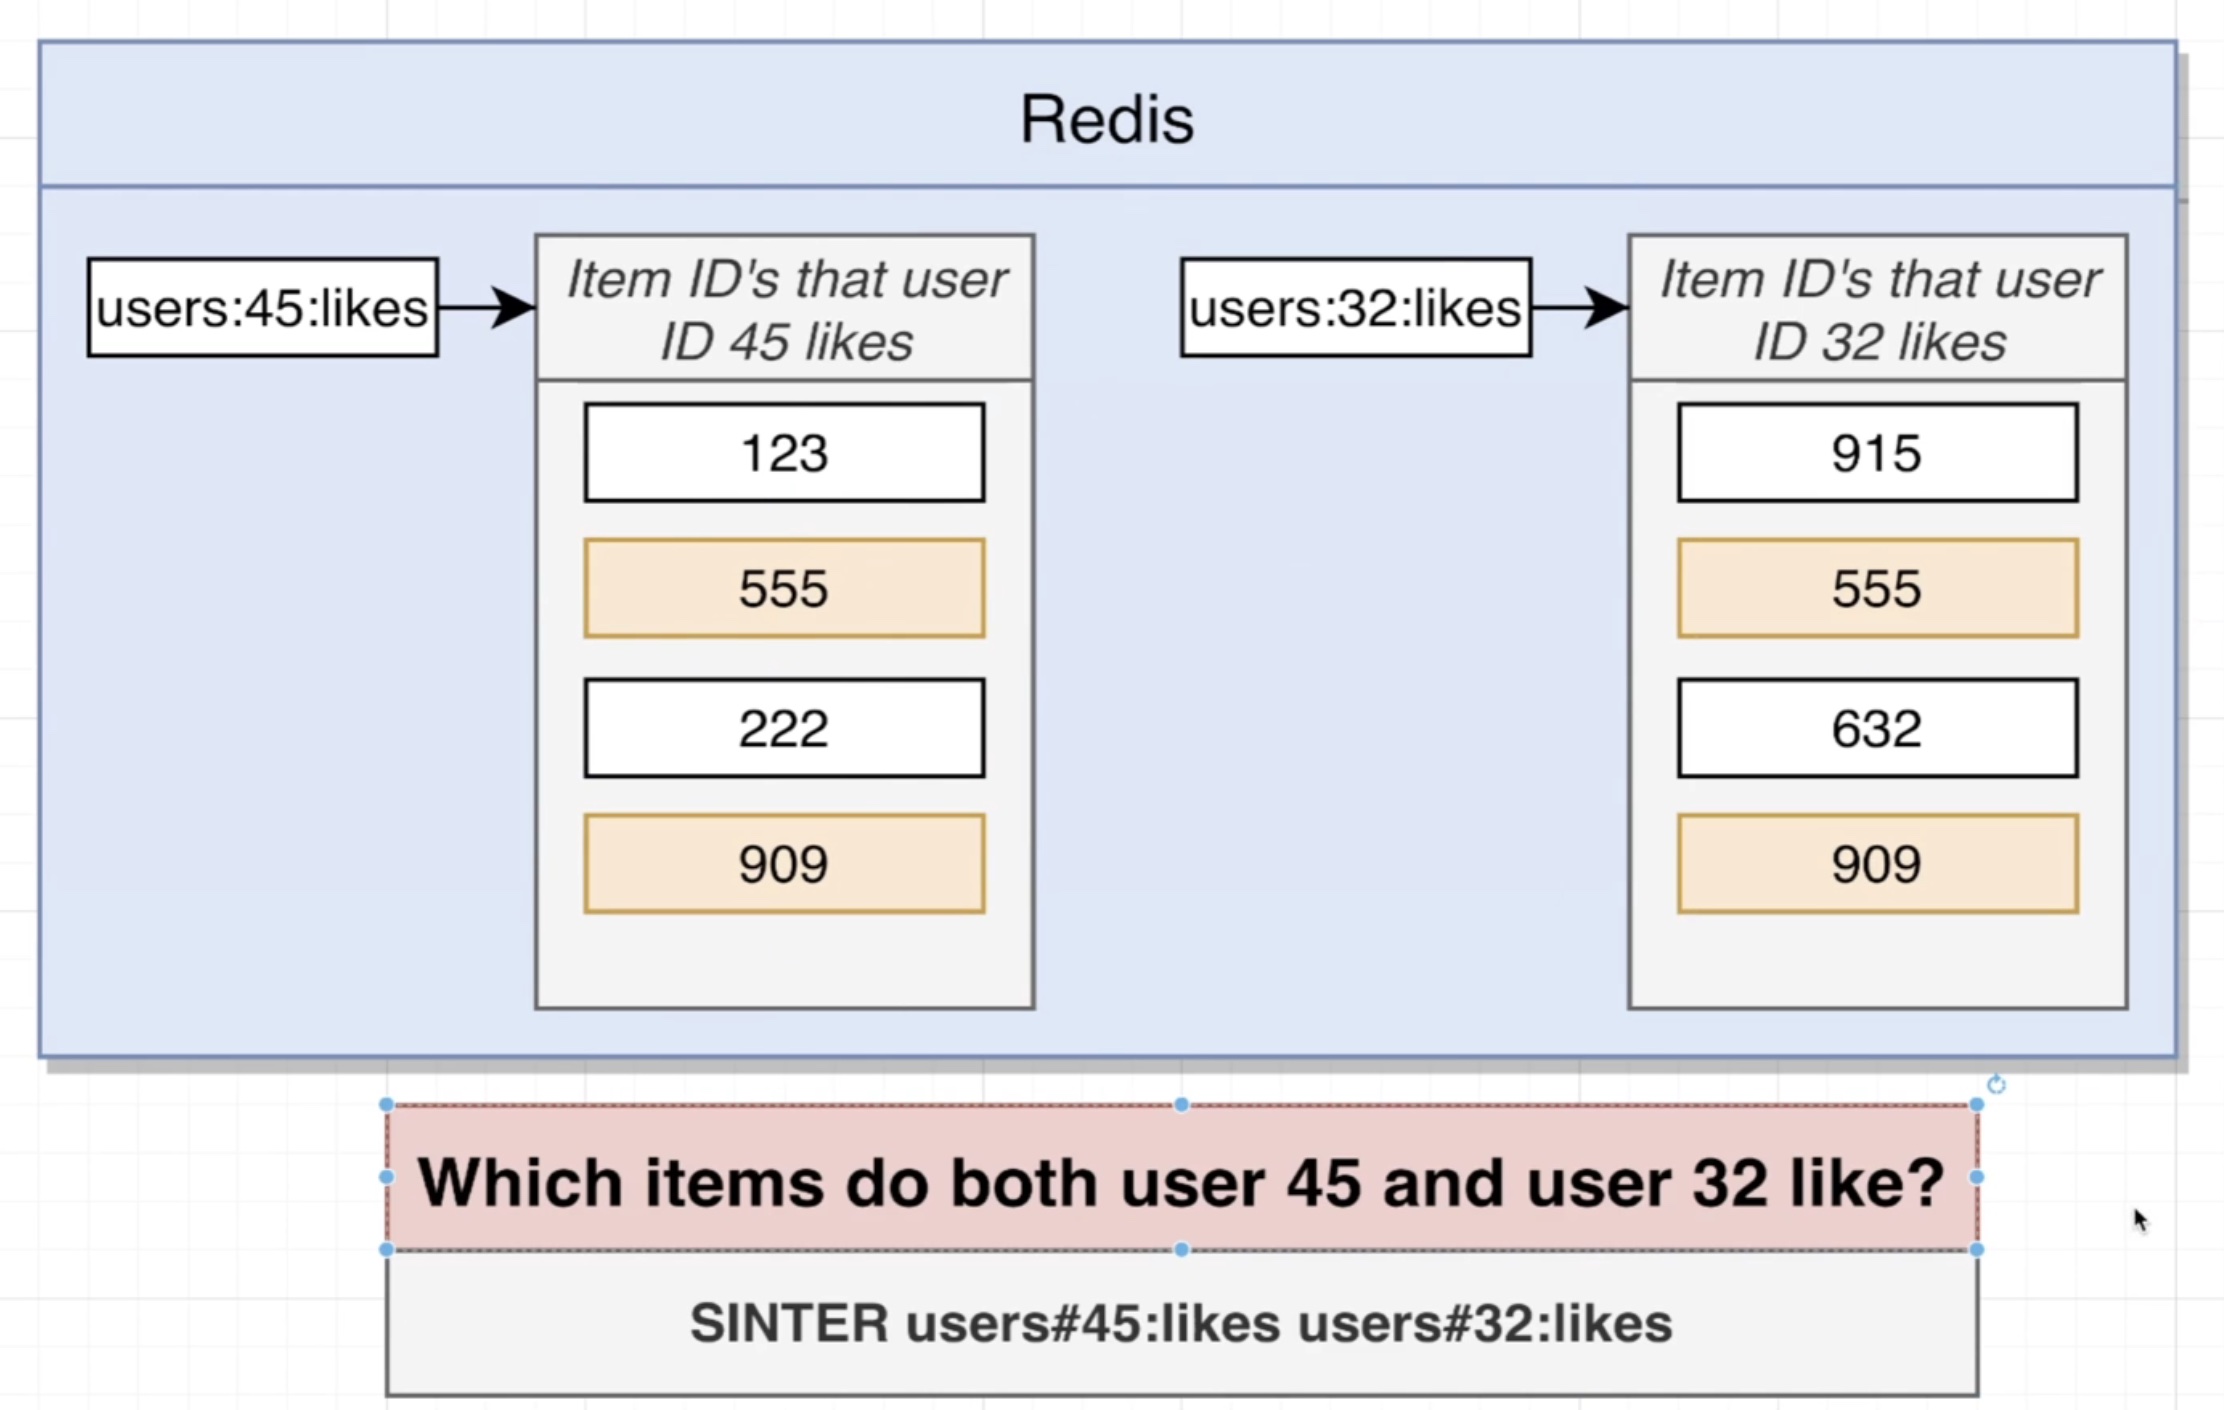 Redis
users:45:likes
Item ID's that user
ID 45 likes
123
555
222
909
users:32:likes
Item ID's that user
ID 32 likes
915
555
632
909
Which items do both user 45 and user 32 like?
SINTER users#45:likes users#32:likes